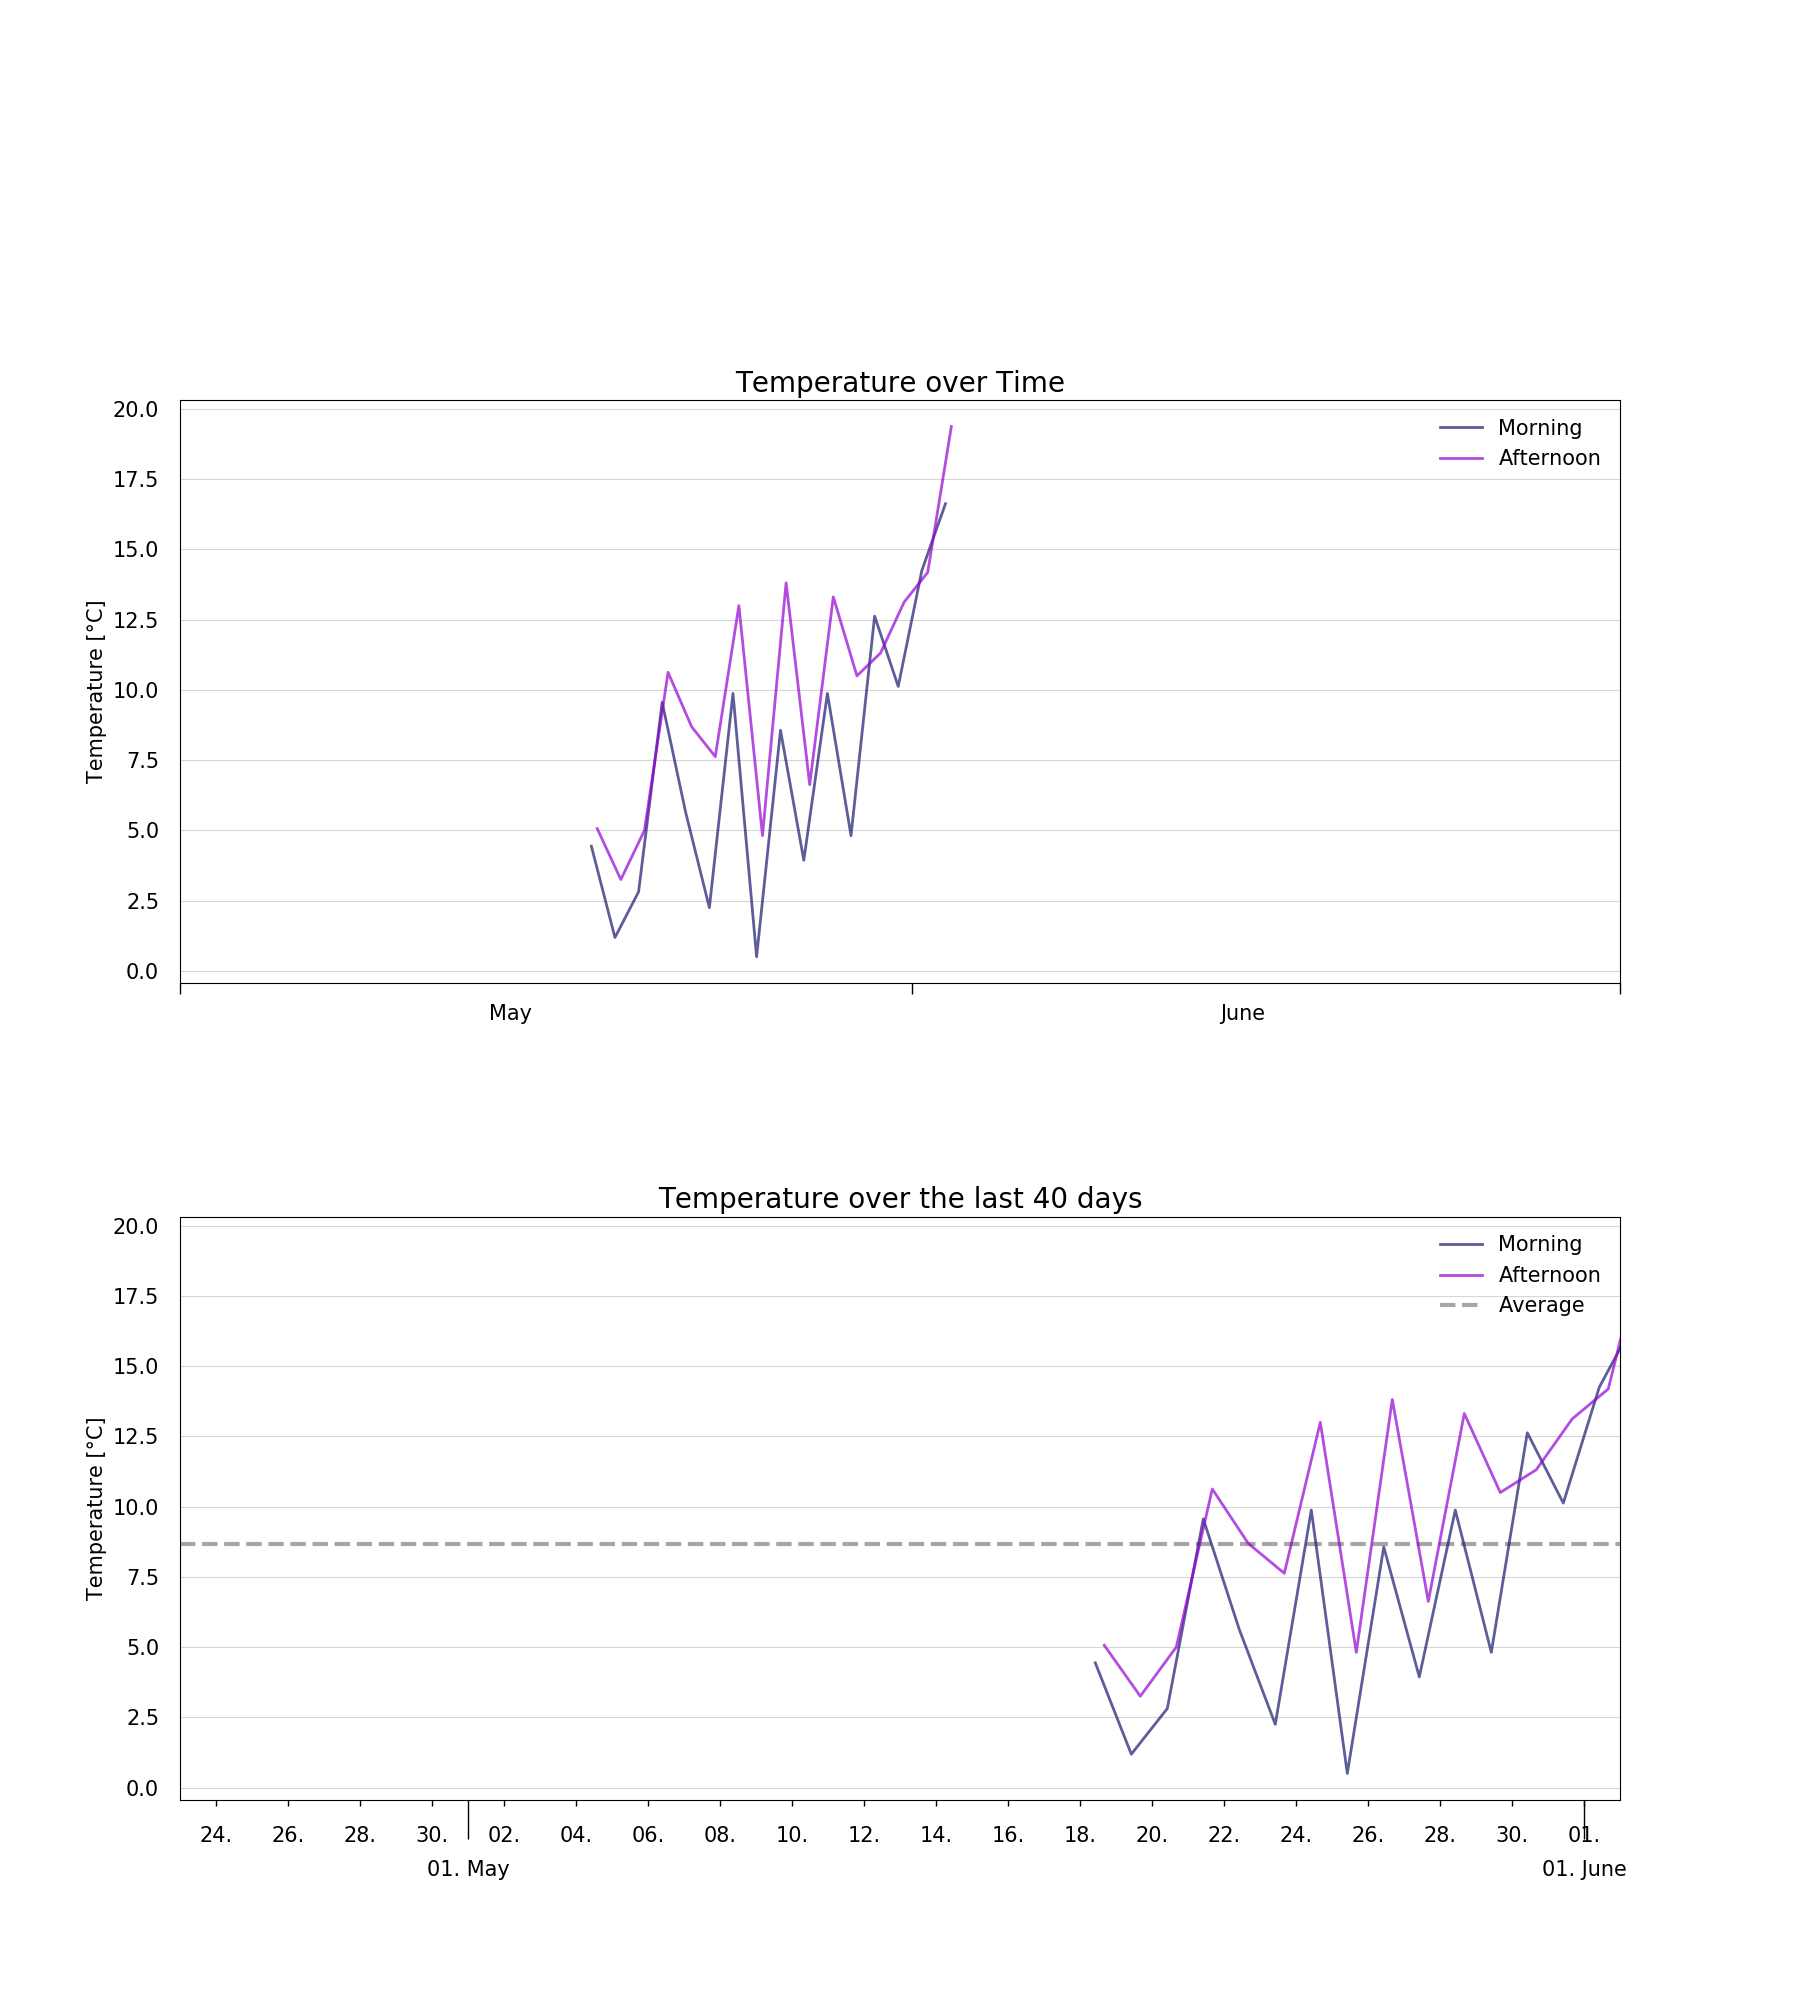 Temperature over Time
20.0
17.5
15.0
12.5
10.0
7.5
5.0
2.5
0.0
Temperature [°C]
Morning
Afternoon
May June
Temperature over the last 40 days
20.0
17.5
15.0
12.5
10.0
7.5
5.0
2.5
0.0
Temperature [°C]
Morning
Afternoon
Average
24. 26. 28. 30. 02. 04. 06. 08. 10. 12. 14. 16. 18. 20. 22. 24. 26. 28. 30. 01.
01. May 01. June